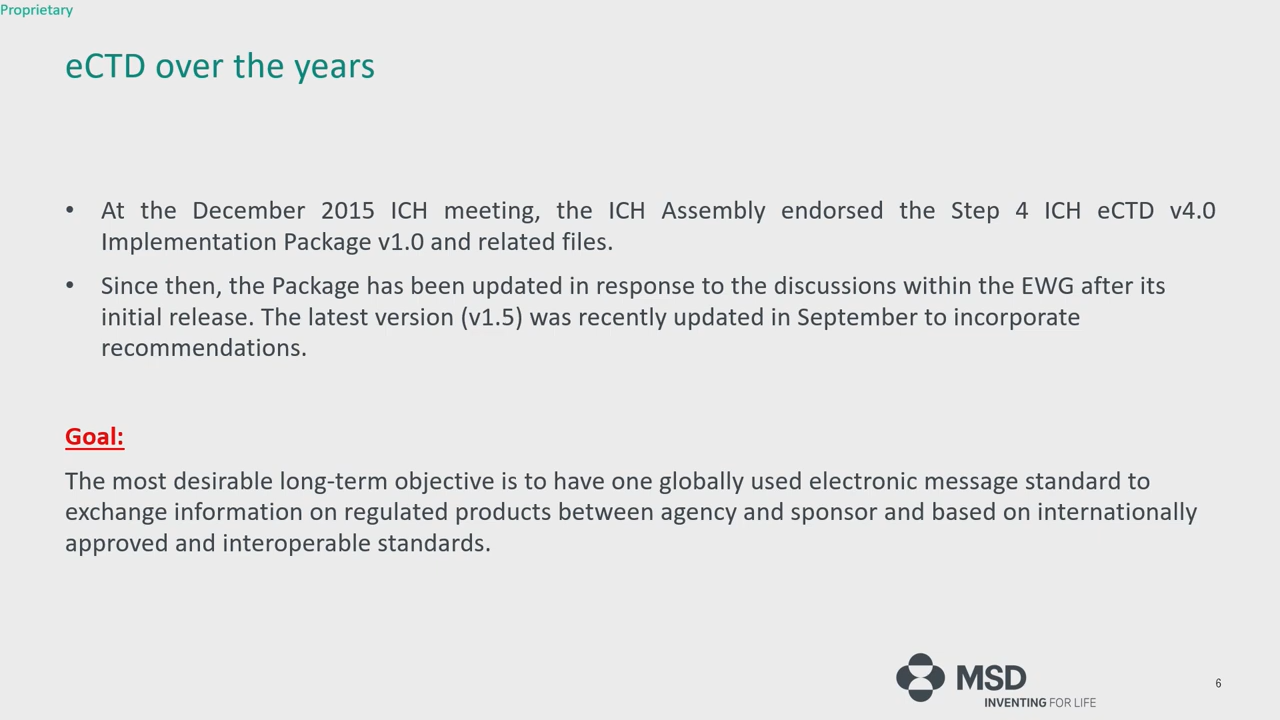 Proprietary
eCTD over the years
• At the December 2015 ICH meeting, the ICH Assembly endorsed the Step 4 ICH eCTD v4.0
Implementation Package v1.0 and related files.
• Since then, the Package has been updated in response to the discussions within the EWG after its
initial release. The latest version (v1.5) was recently updated in September to incorporate
recommendations.
Goal:
The most desirable long-term objective is to have one globally used electronic message standard to
exchange information on regulated products between agency and sponsor and based on internationally
approved and interoperable standards.
MSD
INVENTING FOR LIFE
6